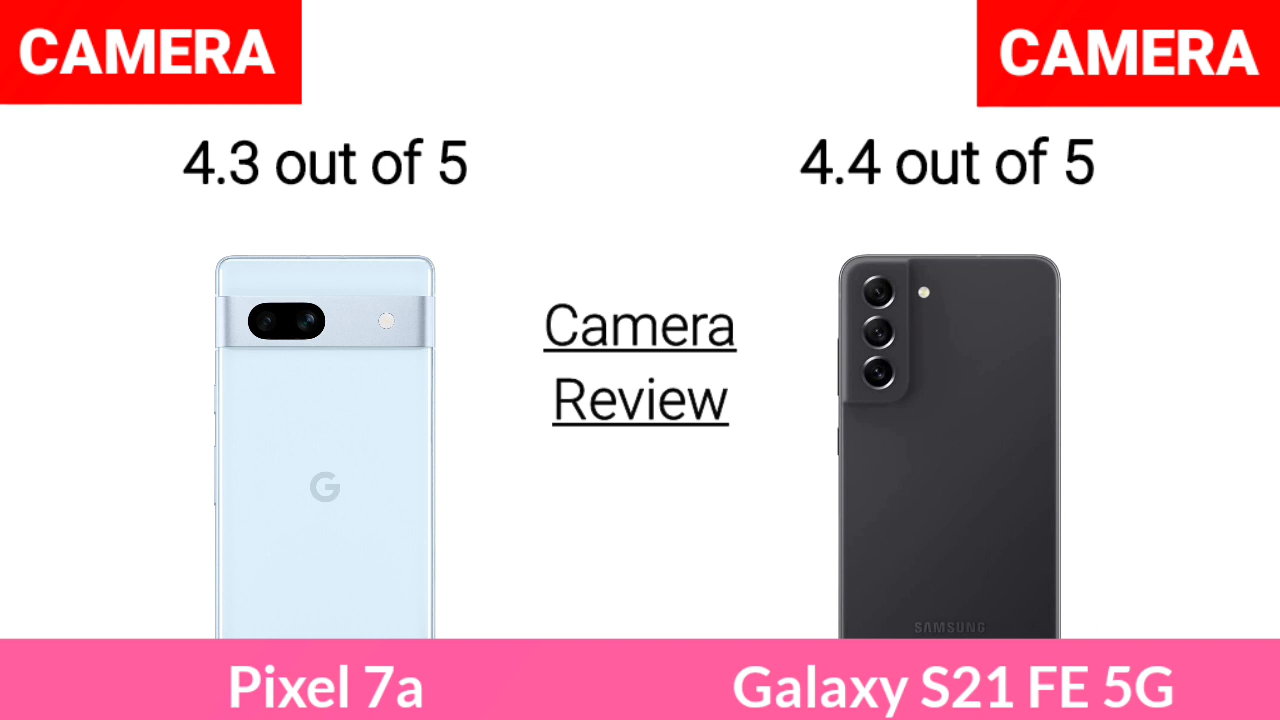 CAMERA
CAMERA
4.3 out of 5
4.4 out of 5
Camera
Review
G
SAMSUNG
Pixel 7a
Galaxy S21 FE 5G